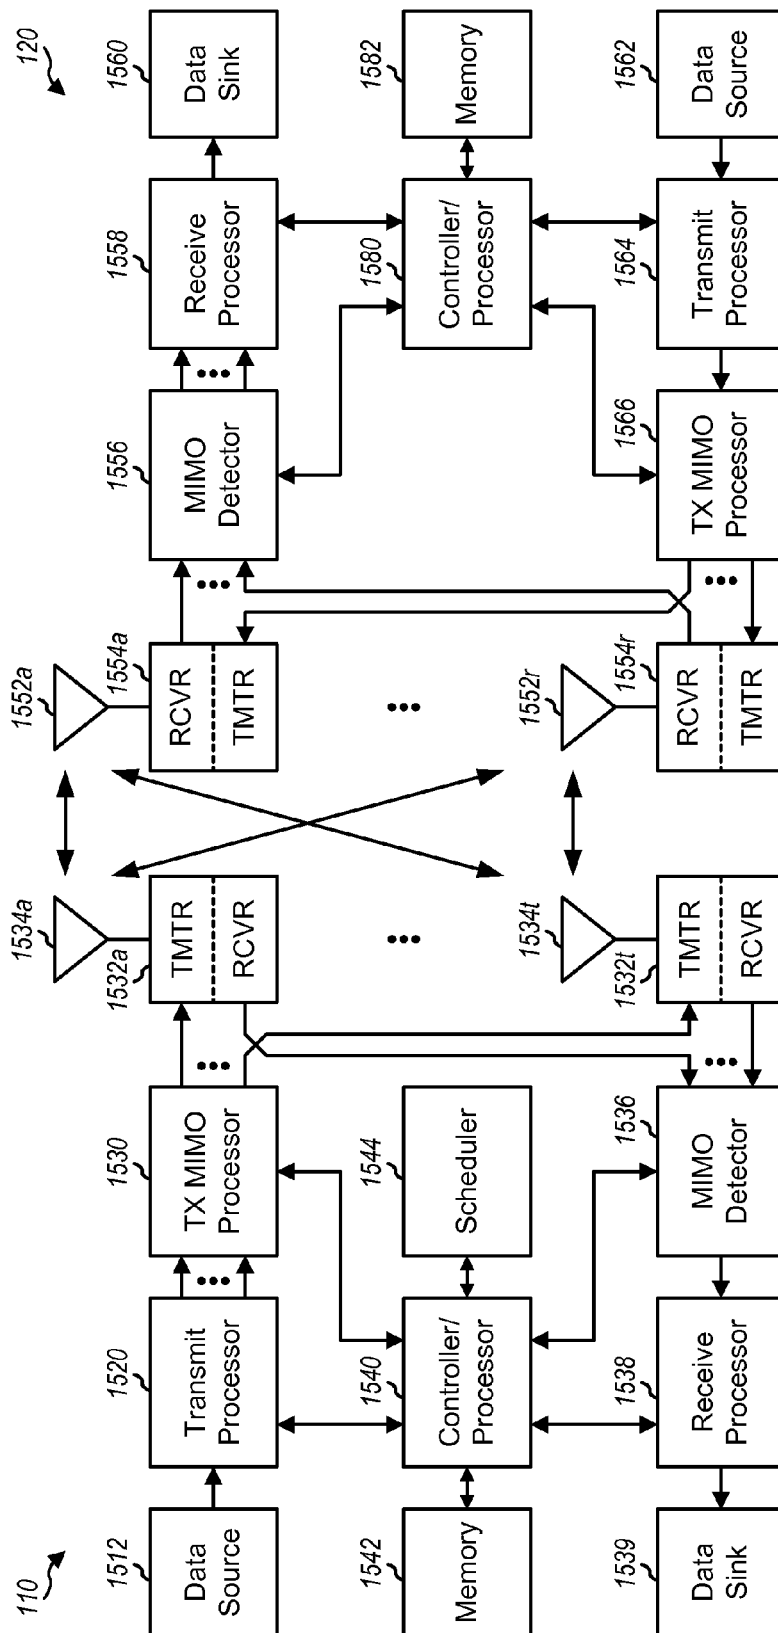 110
120
1512
Data
Source
1520
Transmit
Processor
1530
TX MIMO
Processor
1532a
TMTR
RCVR
1534a
1552a
1554a
RCVR
TMTR
1556
MIMO
Detector
1558
Receive
Processor
1560
Data
Sink
1542
Memory
1540
Controller/
Processor
1544
Scheduler
1580
Controller/
Processor
1582
Memory
1539
Data
Sink
1538
Receive
Processor
1536
MIMO
Detector
1532t
TMTR
RCVR
1534t
1552r
1554r
RCVR
TMTR
1566
TX MIMO
Processor
1564
Transmit
Processor
1562
Data
Source